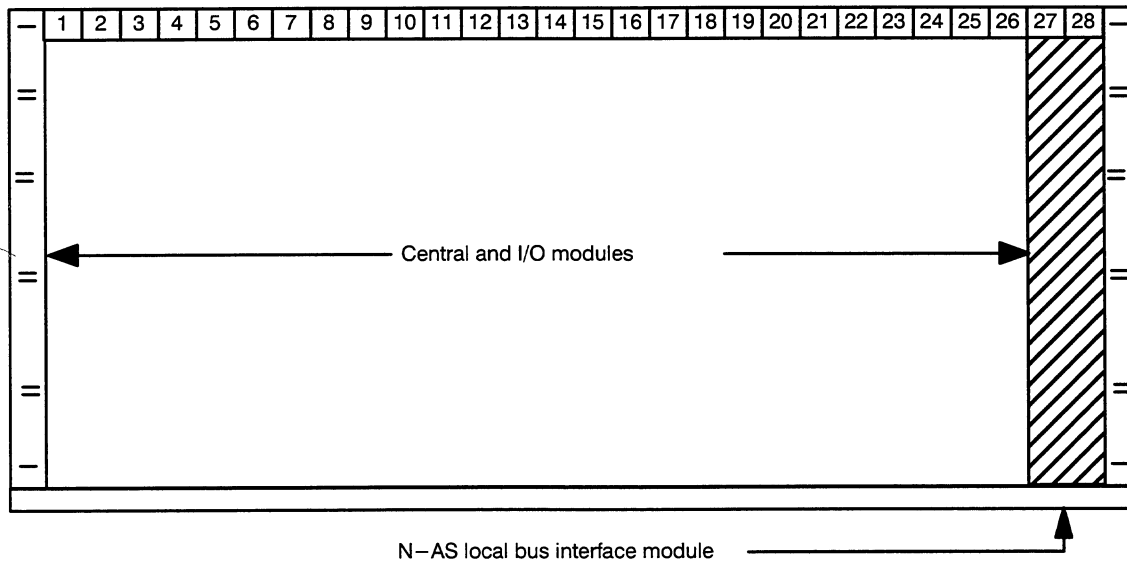 1 2 3 4 5 6 7 8 9 10 11 12 13 14 15 16 17 18 19 20 21 22 23 24 25 26 27 28
Central and I/O modules
N–AS local bus interface module